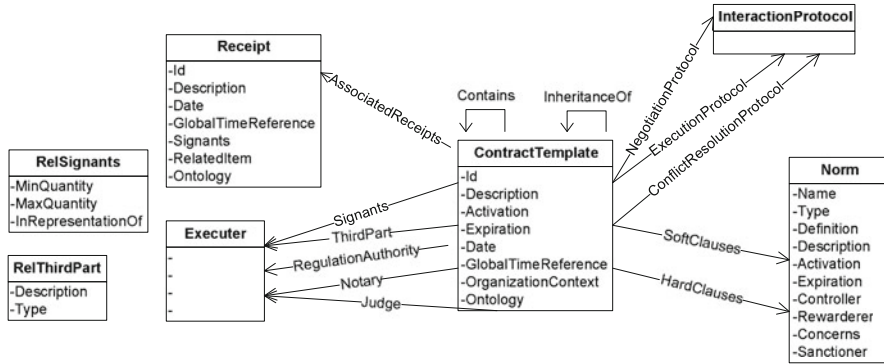 InteractionProtocol
Receipt
-Id
-Description
-Date
-GlobalTimeReference
-Signants
-RelatedItem
-Ontology
AssociatedReceipts
Contains
InheritanceOf
NegotiationProtocol
ExecutionProtocol
ConflictResolutionProtocol
RelSignants
-MinQuantity
-MaxQuantity
-InRepresentationOf
ContractTemplate
-Id
-Description
-Activation
-Expiration
-Date
-GlobalTimeReference
-OrganizationContext
-Ontology
Norm
-Name
-Type
-Definition
-Description
-Activation
-Expiration
-Controller
-Rewarderer
-Concerns
-Sanctioner
Executer
-
-
-
-
Signants
ThirdPart
RegulationAuthority
Notary
Judge
SoftClauses
HardClauses
RelThirdPart
-Description
-Type